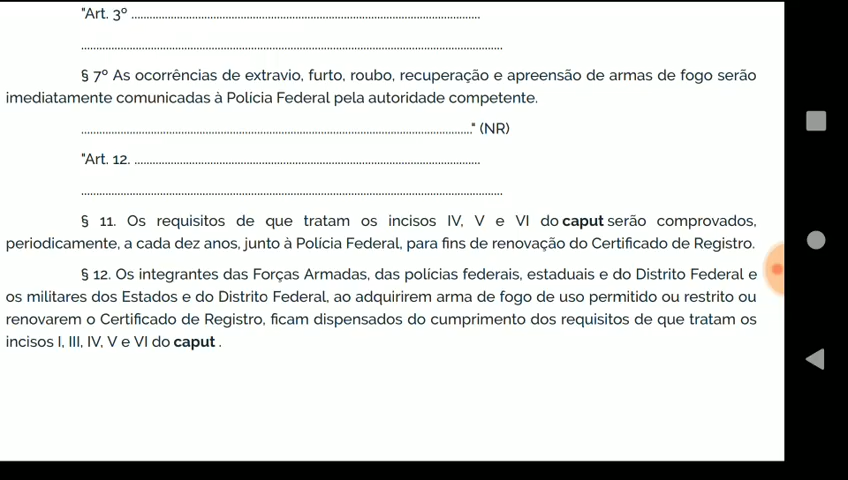 "Art. 3º ..........................................................................................................
................................................................................................................................
§ 7º As ocorrências de extravio, furto, roubo, recuperação e apreensão de armas de fogo serão
imediatamente comunicadas à Polícia Federal pela autoridade competente.
......................................................................................................................." (NR)
"Art. 12. .........................................................................................................
................................................................................................................................
§ 11. Os requisitos de que tratam os incisos IV, V e VI do caput serão comprovados,
periodicamente, a cada dez anos, junto à Polícia Federal, para fins de renovação do Certificado de Registro.
§ 12. Os integrantes das Forças Armadas, das polícias federais, estaduais e do Distrito Federal e
os militares dos Estados e do Distrito Federal, ao adquirirem arma de fogo de uso permitido ou restrito ou
renovarem o Certificado de Registro, ficam dispensados do cumprimento dos requisitos de que tratam os
incisos I, III, IV, V e VI do caput .